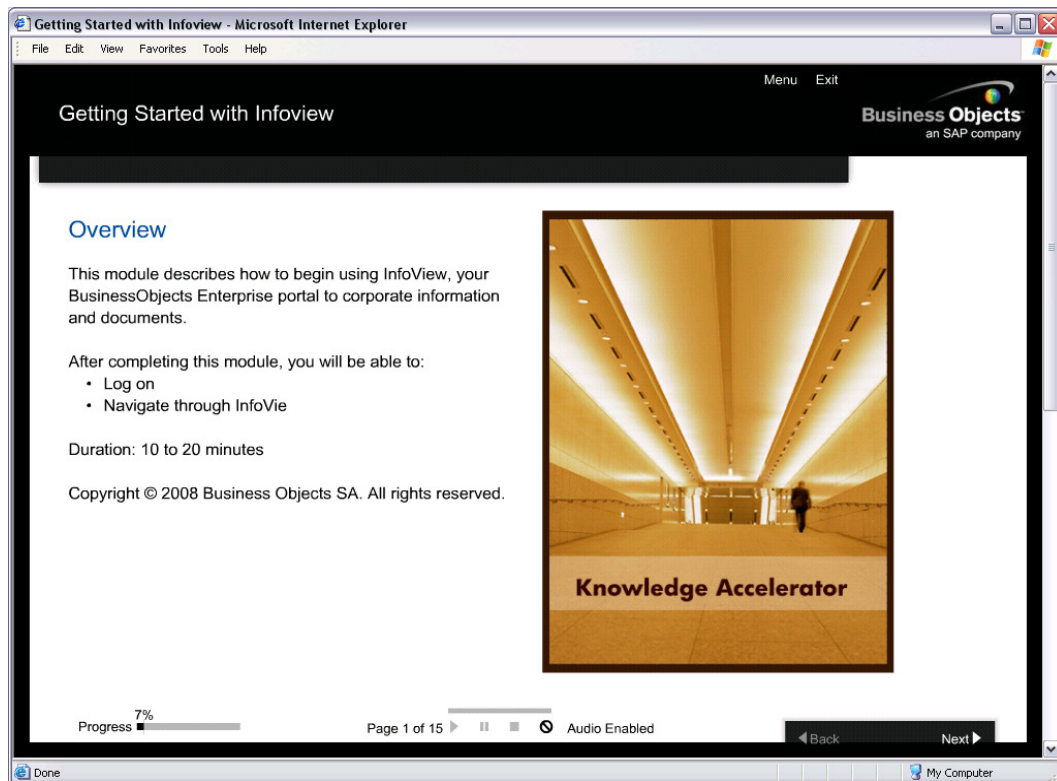 Getting Started with Infoview - Microsoft Internet Explorer
File Edit View Favorites Tools Help
Menu Exit
Getting Started with Infoview
Business Objects
an SAP company
Overview
This module describes how to begin using InfoView, your
BusinessObjects Enterprise portal to corporate information
and documents.
After completing this module, you will be able to:
• Log on
• Navigate through InfoVie
Duration: 10 to 20 minutes
Copyright © 2008 Business Objects SA. All rights reserved.
Knowledge Accelerator
7%
Progress
Page 1 of 15
Audio Enabled
Back Next
Done
My Computer